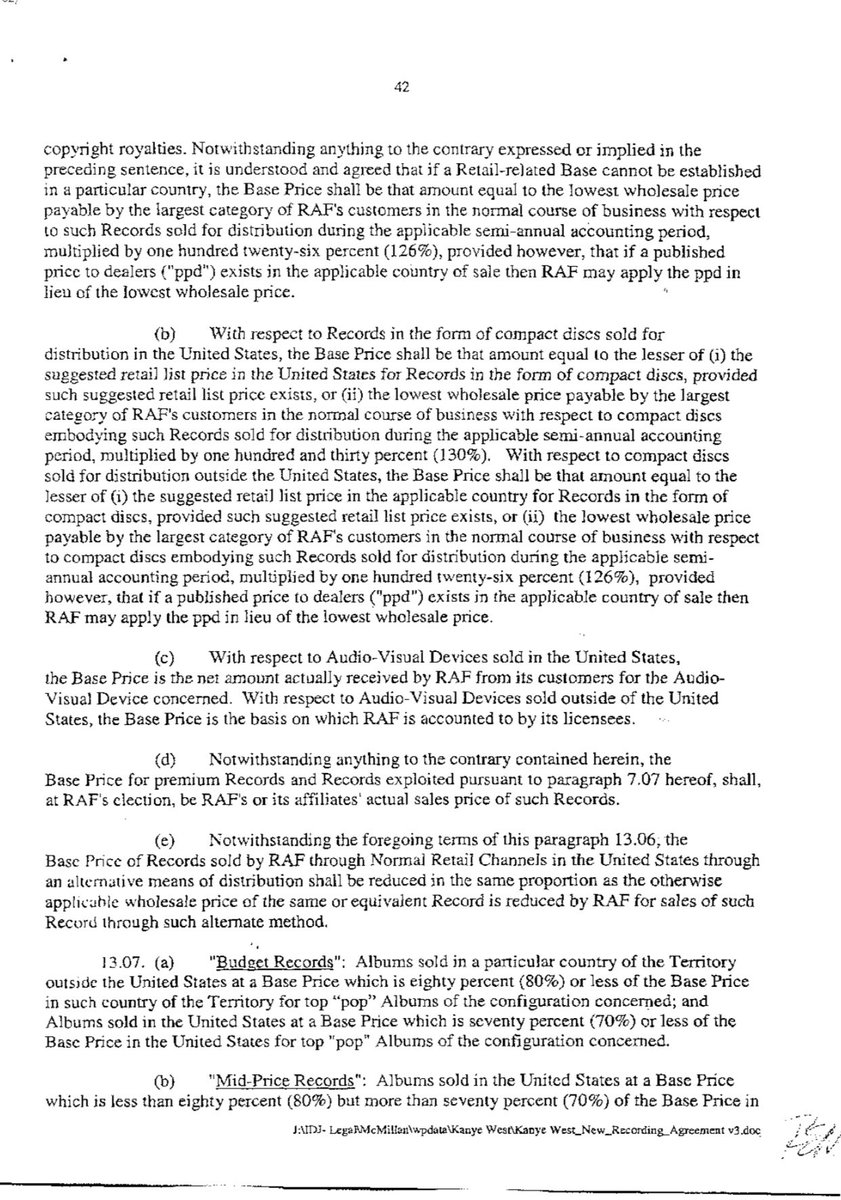 42
copyright royalties. Notwithstanding anything to the contrary expressed or implied in the
preceding sentence, it is understood and agreed that if a Retail-related Base cannot be established
in a particular country, the Base Price shall be that amount equal to the lowest wholesale price
payable by the largest category of RAF's customers in the normal course of business with respect
to such Records sold for distribution during the applicable semi-annual accounting period,
multiplied by one hundred twenty-six percent (126%), provided however, that if a published
price to dealers ("ppd") exists in the applicable country of sale then RAF may apply the ppd in
lieu of the lowest wholesale price.
(b) With respect to Records in the form of compact discs sold for
distribution in the United States, the Base Price shall be that amount equal to the lesser of (i) the
suggested retail list price in the United States for Records in the form of compact discs, provided
such suggested retail list price exists, or (ii) the lowest wholesale price payable by the largest
category of RAF's customers in the normal course of business with respect to compact discs
embodying such Records sold for distribution during the applicable semi-annual accounting
period, multiplied by one hundred and thirty percent (130%). With respect to compact discs
sold for distribution outside the United States, the Base Price shall be that amount equal to the
lesser of (i) the suggested retail list price in the applicable country for Records in the form of
compact discs, provided such suggested retail list price exists, or (ii) the lowest wholesale price
payable by the largest category of RAF's customers in the normal course of business with respect
to compact discs embodying such Records sold for distribution during the applicable semi-
annual accounting period, multiplied by one hundred twenty-six percent (126%), provided
however, that if a published price to dealers ("ppd") exists in the applicable country of sale then
RAF may apply the ppd in lieu of the lowest wholesale price.
(c) With respect to Audio-Visual Devices sold in the United States,
the Base Price is the net amount actually received by RAF from its customers for the Audio-
Visual Device concerned. With respect to Audio-Visual Devices sold outside of the United
States, the Base Price is the basis on which RAF is accounted to by its licensees.
(d) Notwithstanding anything to the contrary contained herein, the
Base Price for premium Records and Records exploited pursuant to paragraph 7.07 hereof, shall,
at RAF's election, be RAF's or its affiliates' actual sales price of such Records.
(e) Notwithstanding the foregoing terms of this paragraph 13.06, the
Base Price of Records sold by RAF through Normal Retail Channels in the United States through
an alternative means of distribution shall be reduced in the same proportion as the otherwise
applicable wholesale price of the same or equivalent Record is reduced by RAF for sales of such
Record through such alternate method.
13.07. (a) "Budget Records": Albums sold in a particular country of the Territory
outside the United States at a Base Price which is eighty percent (80%) or less of the Base Price
in such country of the Territory for top "pop" Albums of the configuration concerned; and
Albums sold in the United States at a Base Price which is seventy percent (70%) or less of the
Base Price in the United States for top "pop" Albums of the configuration concerned.
(b) "Mid-Price Records": Albums sold in the United States at a Base Price
which is less than eighty percent (80%) but more than seventy percent (70%) of the Base Price in
J:\IDJ- Legal\McMillan\wpdata\Kanye West\Kanye West_New_Recording_Agreement v3.doc